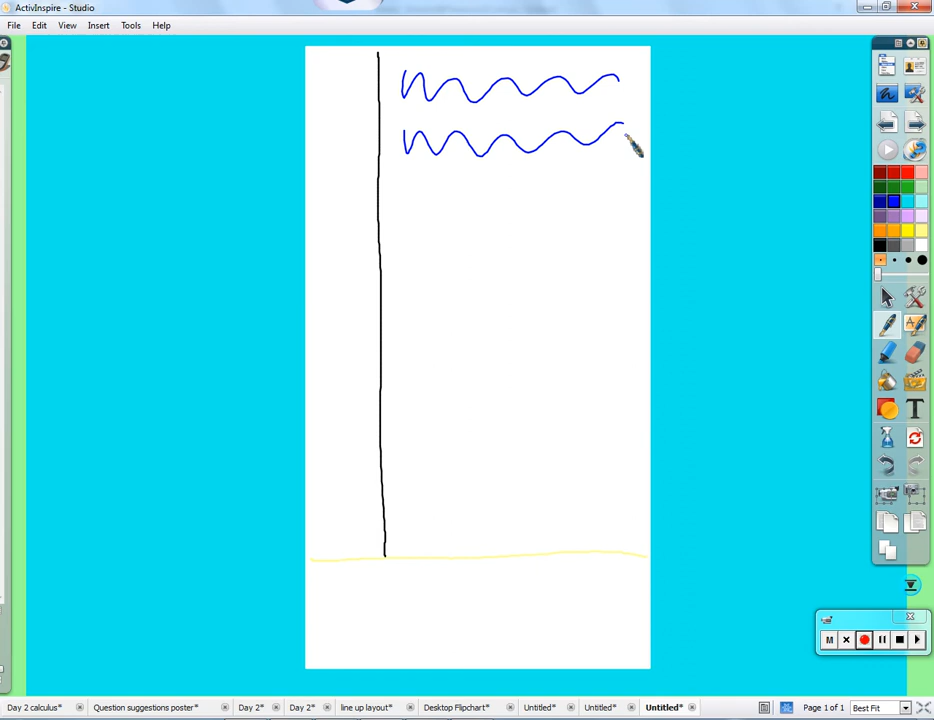 ActivInspire - Studio
File Edit View Insert Tools Help
T
M
Day 2 calculus* Question suggestions poster* Day 2* Day 2* line up layout* Desktop Flipchart* Untitled* Untitled* Untitled* Page 1 of 1 Best Fit